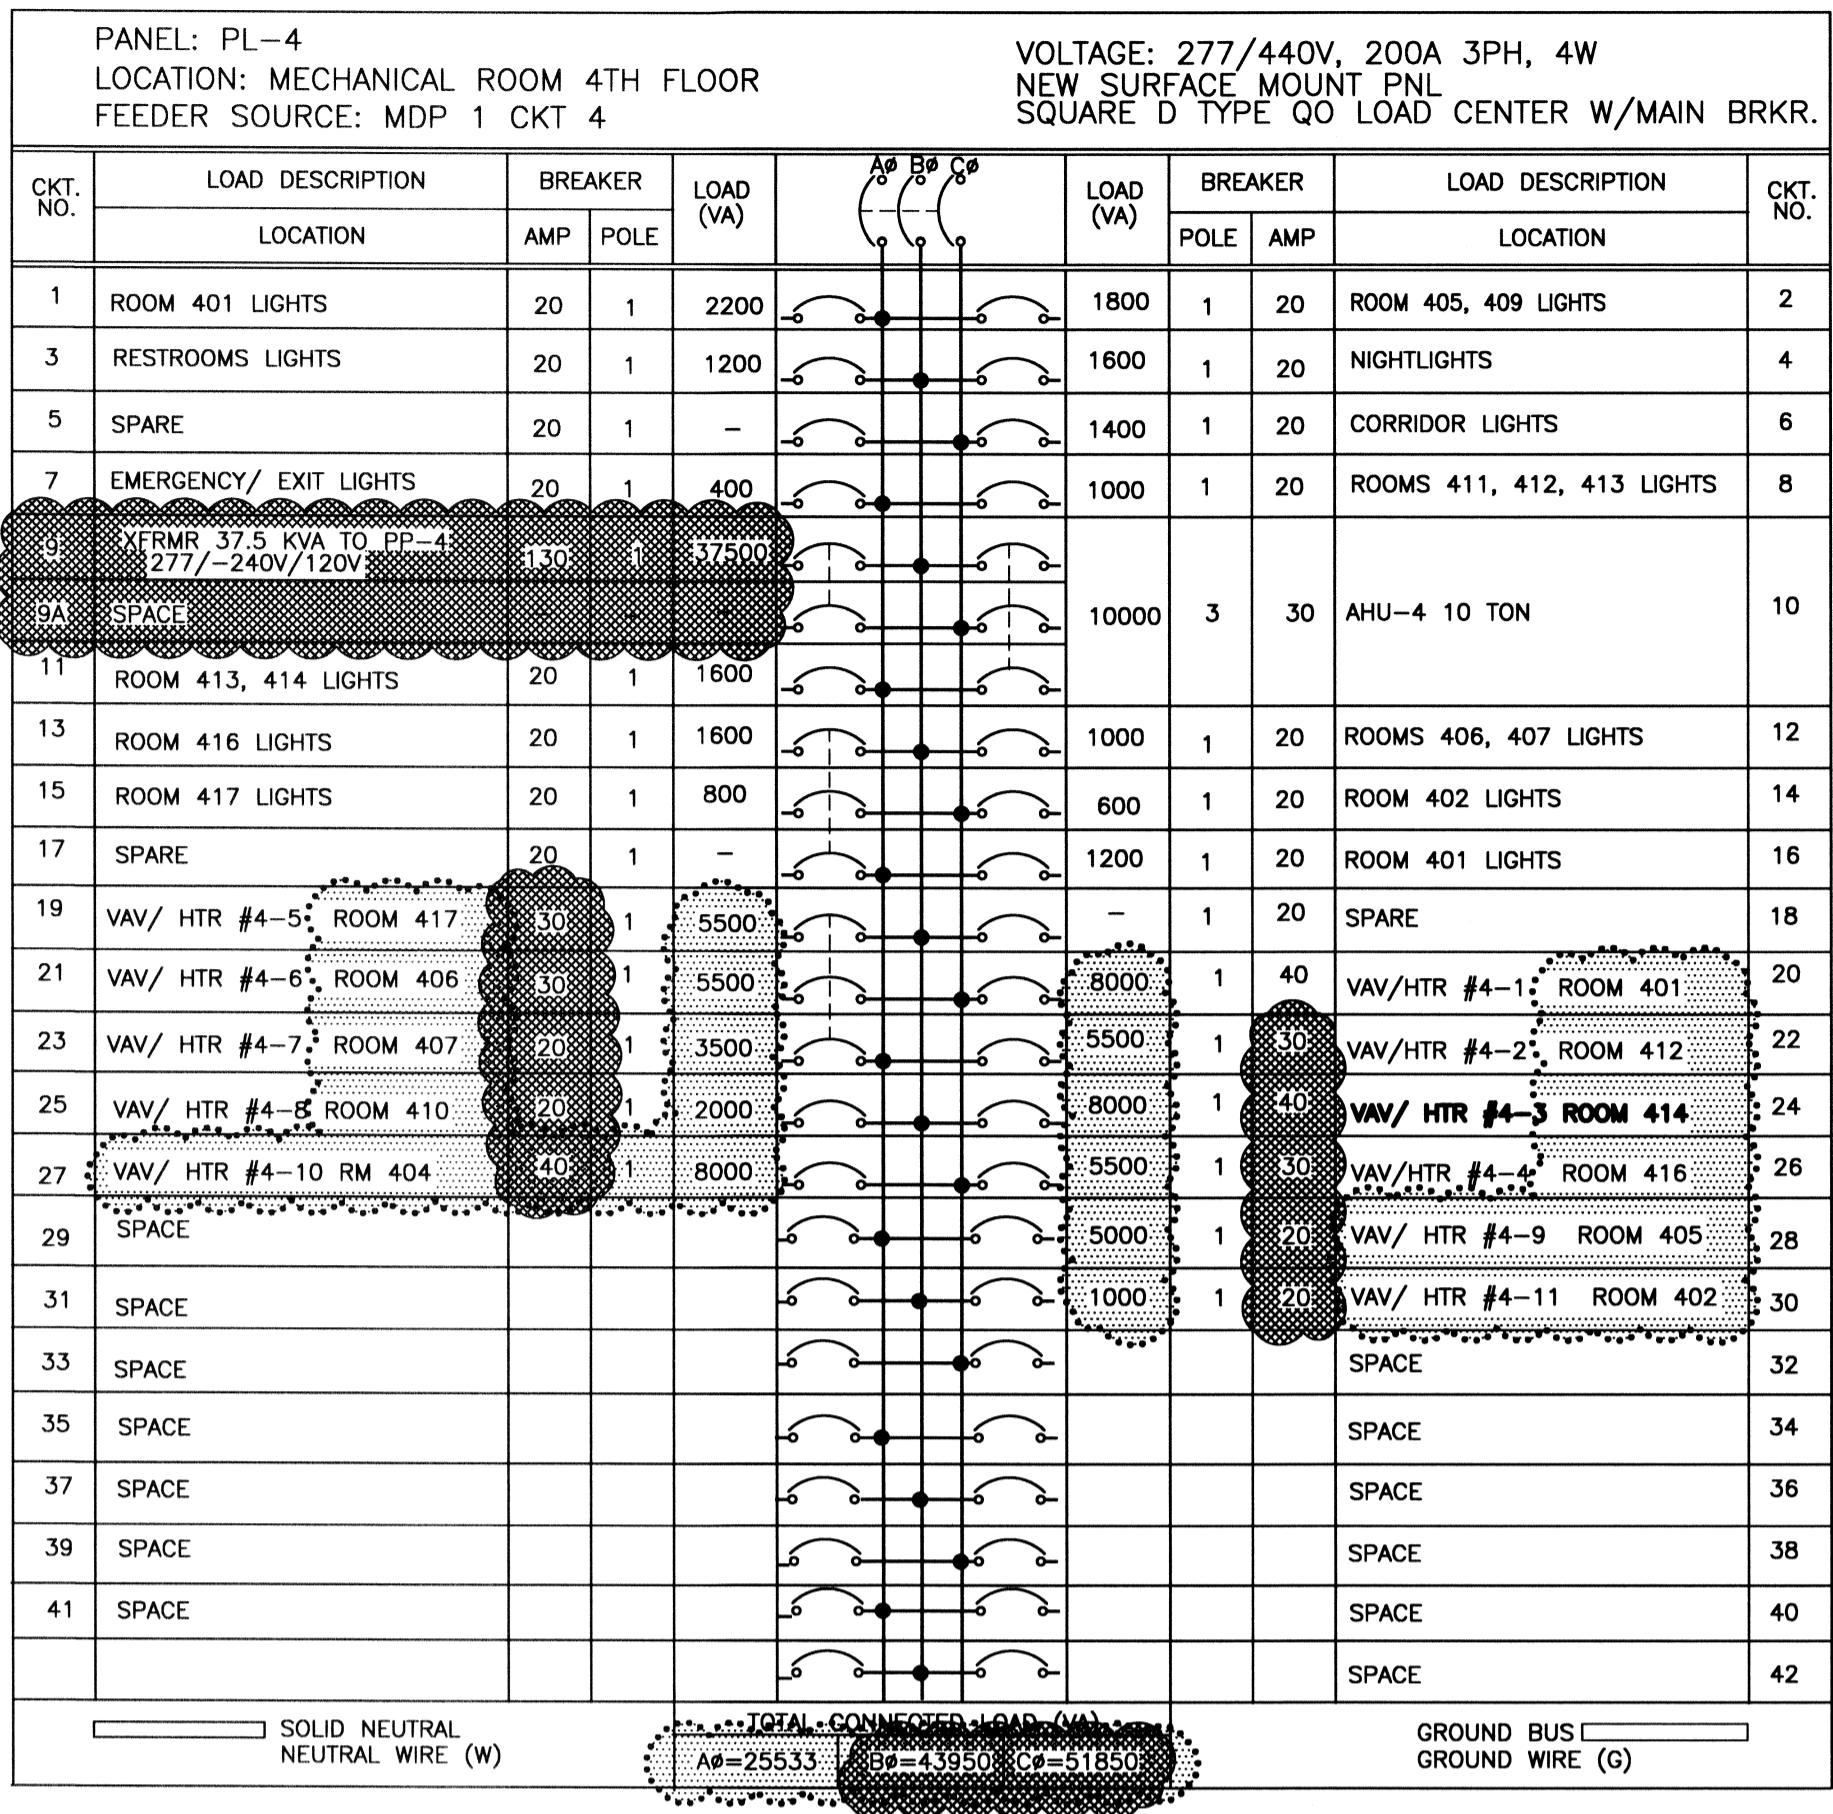 PANEL: PL-4
LOCATION: MECHANICAL ROOM 4TH FLOOR
FEEDER SOURCE: MDP 1 CKT 4
VOLTAGE: 277/440V, 200A 3PH, 4W
NEW SURFACE MOUNT PNL
SQUARE D TYPE QO LOAD CENTER W/MAIN BRKR.
CKT. NO. LOAD DESCRIPTION BREAKER LOAD (VA) Aø Bø Cø LOAD (VA) BREAKER LOAD DESCRIPTION CKT. NO.
LOCATION AMP POLE POLE AMP LOCATION
1 ROOM 401 LIGHTS 20 1 2200 1800 1 20 ROOM 405, 409 LIGHTS 2
3 RESTROOMS LIGHTS 20 1 1200 1600 1 20 NIGHTLIGHTS 4
5 SPARE 20 1 - 1400 1 20 CORRIDOR LIGHTS 6
7 EMERGENCY/ EXIT LIGHTS 20 1 400 1000 1 20 ROOMS 411, 412, 413 LIGHTS 8
9 XFRMR 37.5 KVA TO PP-4 130 1 37500
277/-240V/120V
9A SPACE - - - 10000 3 30 AHU-4 10 TON 10
11 ROOM 413, 414 LIGHTS 20 1 1600
13 ROOM 416 LIGHTS 20 1 1600 1000 1 20 ROOMS 406, 407 LIGHTS 12
15 ROOM 417 LIGHTS 20 1 800 600 1 20 ROOM 402 LIGHTS 14
17 SPARE 20 1 - 1200 1 20 ROOM 401 LIGHTS 16
19 VAV/ HTR #4-5 ROOM 417 30 1 5500 - 1 20 SPARE 18
21 VAV/ HTR #4-6 ROOM 406 30 1 5500 8000 1 40 VAV/HTR #4-1 ROOM 401 20
23 VAV/ HTR #4-7 ROOM 407 20 1 3500 5500 1 30 VAV/HTR #4-2 ROOM 412 22
25 VAV/ HTR #4-8 ROOM 410 20 1 2000 8000 1 40 VAV/ HTR #4-3 ROOM 414 24
27 VAV/ HTR #4-10 RM 404 40 1 8000 5500 1 30 VAV/HTR #4-4 ROOM 416 26
29 SPACE 5000 1 20 VAV/ HTR #4-9 ROOM 405 28
31 SPACE 1000 1 20 VAV/ HTR #4-11 ROOM 402 30
33 SPACE SPACE 32
35 SPACE SPACE 34
37 SPACE SPACE 36
39 SPACE SPACE 38
41 SPACE SPACE 40
SPACE 42
SOLID NEUTRAL
NEUTRAL WIRE (W)
TOTAL CONNECTED LOAD (VA)
Aø=25533 Bø=43950 Cø=51850
GROUND BUS
GROUND WIRE (G)